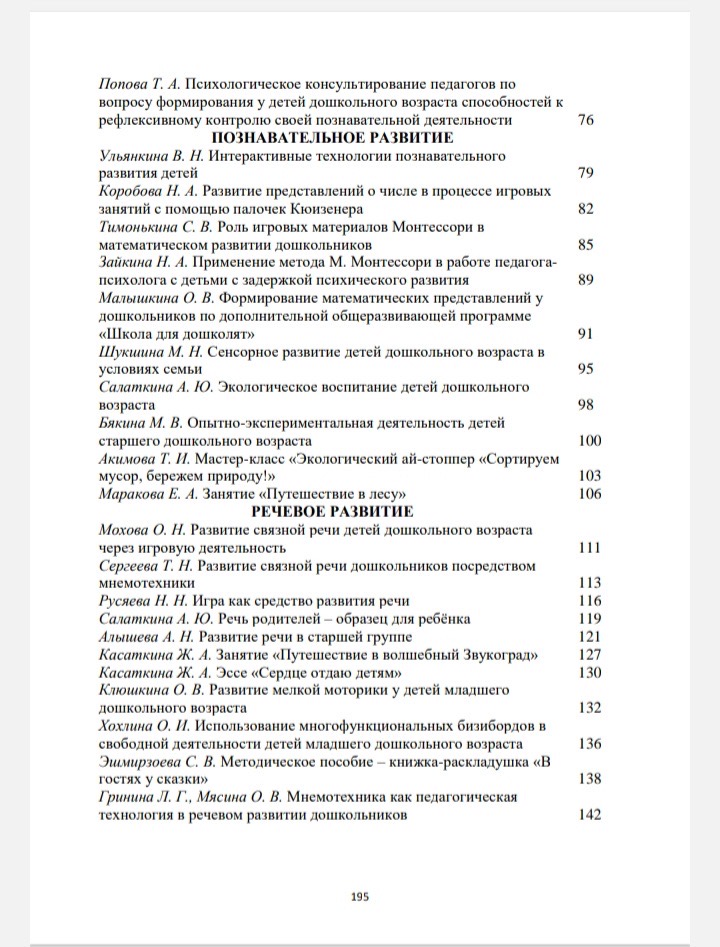 Попова Т. А. Психологическое консультирование педагогов по
вопросу формирования у детей дошкольного возраста способностей к
рефлексивному контролю своей познавательной деятельности 76
ПОЗНАВАТЕЛЬНОЕ РАЗВИТИЕ
Ульянкина В. Н. Интерактивные технологии познавательного
развития детей 79
Коробова Н. А. Развитие представлений о числе в процессе игровых
занятий с помощью палочек Кюизенера 82
Тимонькина С. В. Роль игровых материалов Монтессори в
математическом развитии дошкольников 85
Зайкина Н. А. Применение метода М. Монтессори в работе педагога-
психолога с детьми с задержкой психического развития 89
Малышкина О. В. Формирование математических представлений у
дошкольников по дополнительной общеразвивающей программе
«Школа для дошколят» 91
Шукшина М. Н. Сенсорное развитие детей дошкольного возраста в
условиях семьи 95
Салаткина А. Ю. Экологическое воспитание детей дошкольного
возраста 98
Бякина М. В. Опытно-экспериментальная деятельность детей
старшего дошкольного возраста 100
Акимова Т. И. Мастер-класс «Экологический ай-стоппер «Сортируем
мусор, бережем природу!» 103
Маракова Е. А. Занятие «Путешествие в лесу» 106
РЕЧЕВОЕ РАЗВИТИЕ
Мохова О. Н. Развитие связной речи детей дошкольного возраста
через игровую деятельность 111
Сергеева Т. Н. Развитие связной речи дошкольников посредством
мнемотехники 113
Русяева Н. Н. Игра как средство развития речи 116
Салаткина А. Ю. Речь родителей – образец для ребёнка 119
Алышева А. Н. Развитие речи в старшей группе 121
Касаткина Ж. А. Занятие «Путешествие в волшебный Звукоград» 127
Касаткина Ж. А. Эссе «Сердце отдаю детям» 130
Клюшкина О. В. Развитие мелкой моторики у детей младшего
дошкольного возраста 132
Хохлина О. И. Использование многофункциональных бизибордов в
свободной деятельности детей младшего дошкольного возраста 136
Эшмирзоева С. В. Методическое пособие – книжка-раскладушка «В
гостях у сказки» 138
Гринина Л. Г., Мясина О. В. Мнемотехника как педагогическая
технология в речевом развитии дошкольников 142
195